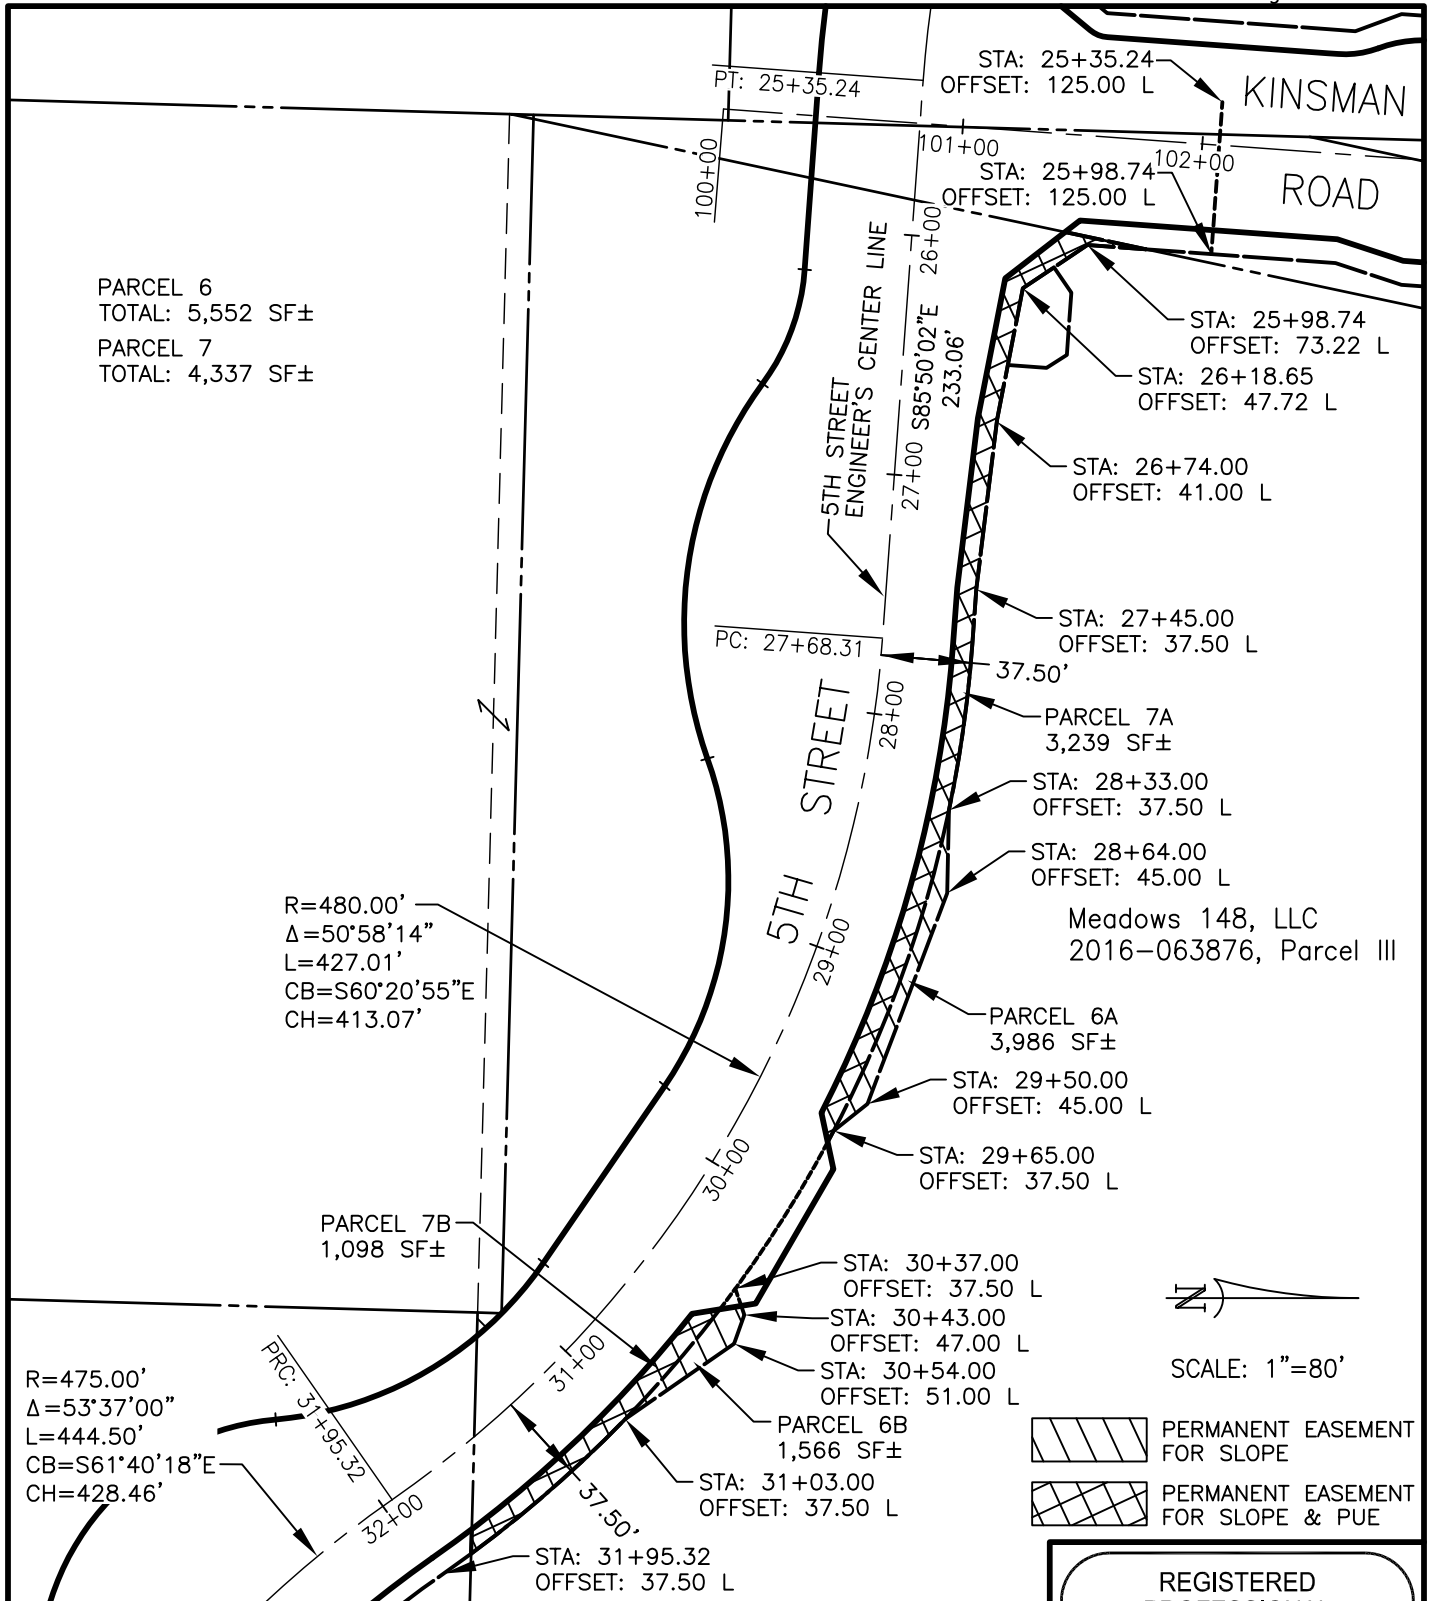 STA: 25+35.24
OFFSET: 125.00 L
KINSMAN
ROAD
PT: 25+35.24
100+00
101+00
102+00
STA: 25+98.74
OFFSET: 125.00 L
PARCEL 6
TOTAL: 5,552 SF±
PARCEL 7
TOTAL: 4,337 SF±
26+00
S85°50'02"E
233.06'
5TH STREET
ENGINEER'S CENTER LINE
27+00
STA: 25+98.74
OFFSET: 73.22 L
STA: 26+18.65
OFFSET: 47.72 L
STA: 26+74.00
OFFSET: 41.00 L
STA: 27+45.00
OFFSET: 37.50 L
PC: 27+68.31
37.50'
28+00
5TH STREET
PARCEL 7A
3,239 SF±
STA: 28+33.00
OFFSET: 37.50 L
STA: 28+64.00
OFFSET: 45.00 L
Meadows 148, LLC
2016-063876, Parcel III
R=480.00'
Δ=50°58'14"
L=427.01'
CB=S60°20'55"E
CH=413.07'
29+00
PARCEL 6A
3,986 SF±
STA: 29+50.00
OFFSET: 45.00 L
STA: 29+65.00
OFFSET: 37.50 L
30+00
PARCEL 7B
1,098 SF±
STA: 30+37.00
OFFSET: 37.50 L
STA: 30+43.00
OFFSET: 47.00 L
STA: 30+54.00
OFFSET: 51.00 L
PARCEL 6B
1,566 SF±
STA: 31+03.00
OFFSET: 37.50 L
31+00
PRC: 31+95.32
R=475.00'
Δ=53°37'00"
L=444.50'
CB=S61°40'18"E
CH=428.46'
32+00
37.50'
STA: 31+95.32
OFFSET: 37.50 L
N
SCALE: 1"=80'
PERMANENT EASEMENT
FOR SLOPE
PERMANENT EASEMENT
FOR SLOPE & PUE
REGISTERED